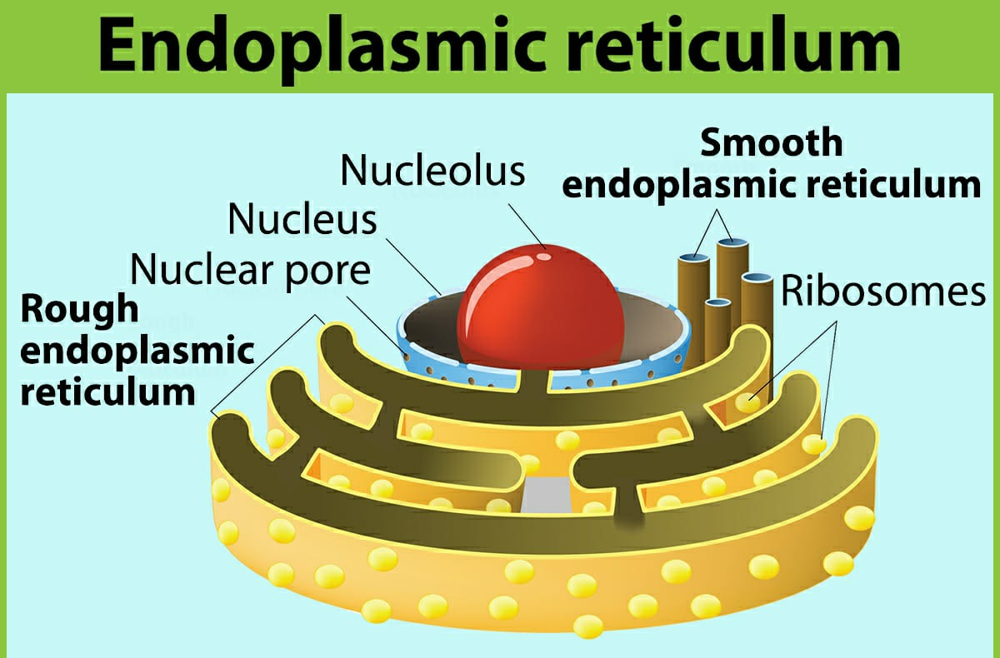 Endoplasmic reticulum
Smooth
endoplasmic reticulum
Nucleolus
Nucleus
Nuclear pore
Ribosomes
Rough
endoplasmic
reticulum